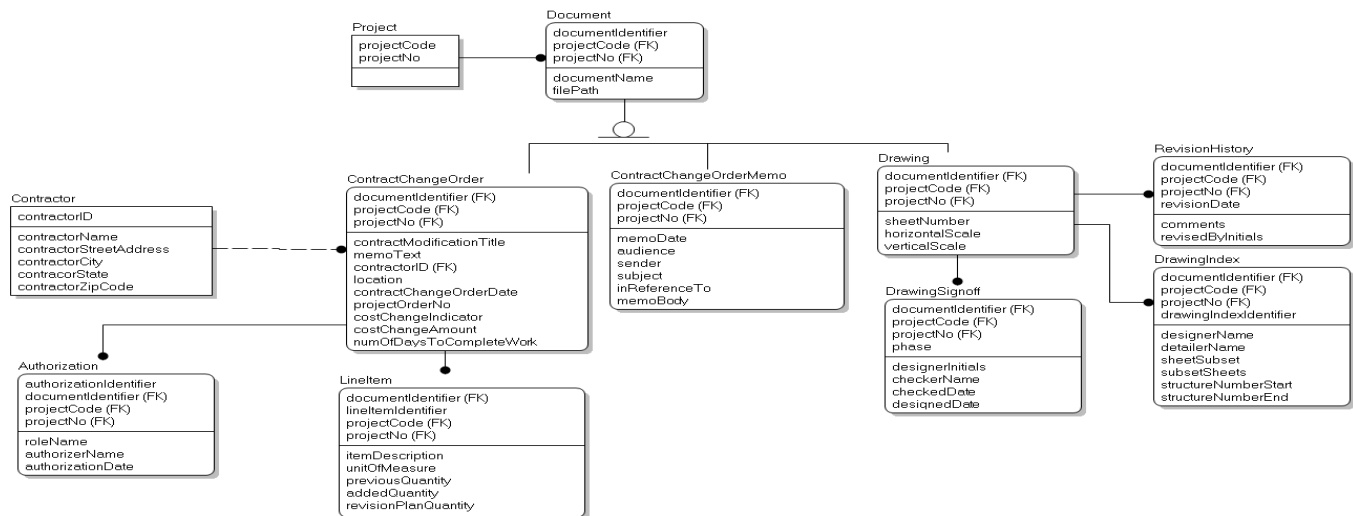 Project
projectCode
projectNo
Document
documentIdentifier
projectCode (FK)
projectNo (FK)
documentName
filePath
Contractor
contractorID
contractorName
contractorStreetAddress
contractorCity
contracorState
contractorZipCode
ContractChangeOrder
documentIdentifier (FK)
projectCode (FK)
projectNo (FK)
contractModificationTitle
memoText
contractorID (FK)
location
contractChangeOrderDate
projectOrderNo
costChangeIndicator
costChangeAmount
numOfDaysToCompleteWork
ContractChangeOrderMemo
documentIdentifier (FK)
projectCode (FK)
projectNo (FK)
memoDate
audience
sender
subject
inReferenceTo
memoBody
Drawing
documentIdentifier (FK)
projectCode (FK)
projectNo (FK)
sheetNumber
horizontalScale
verticalScale
RevisionHistory
documentIdentifier (FK)
projectCode (FK)
projectNo (FK)
revisionDate
comments
revisedByInitials
DrawingIndex
documentIdentifier (FK)
projectCode (FK)
projectNo (FK)
drawingIndexIdentifier
designerName
detailerName
sheetSubset
subsetSheets
structureNumberStart
structureNumberEnd
DrawingSignoff
documentIdentifier (FK)
projectCode (FK)
projectNo (FK)
phase
designerInitials
checkerName
checkedDate
designedDate
Authorization
authorizationIdentifier
documentIdentifier (FK)
projectCode (FK)
projectNo (FK)
roleName
authorizerName
authorizationDate
LineItem
documentIdentifier (FK)
lineItemIdentifier
projectCode (FK)
projectNo (FK)
itemDescription
unitOfMeasure
previousQuantity
addedQuantity
revisionPlanQuantity